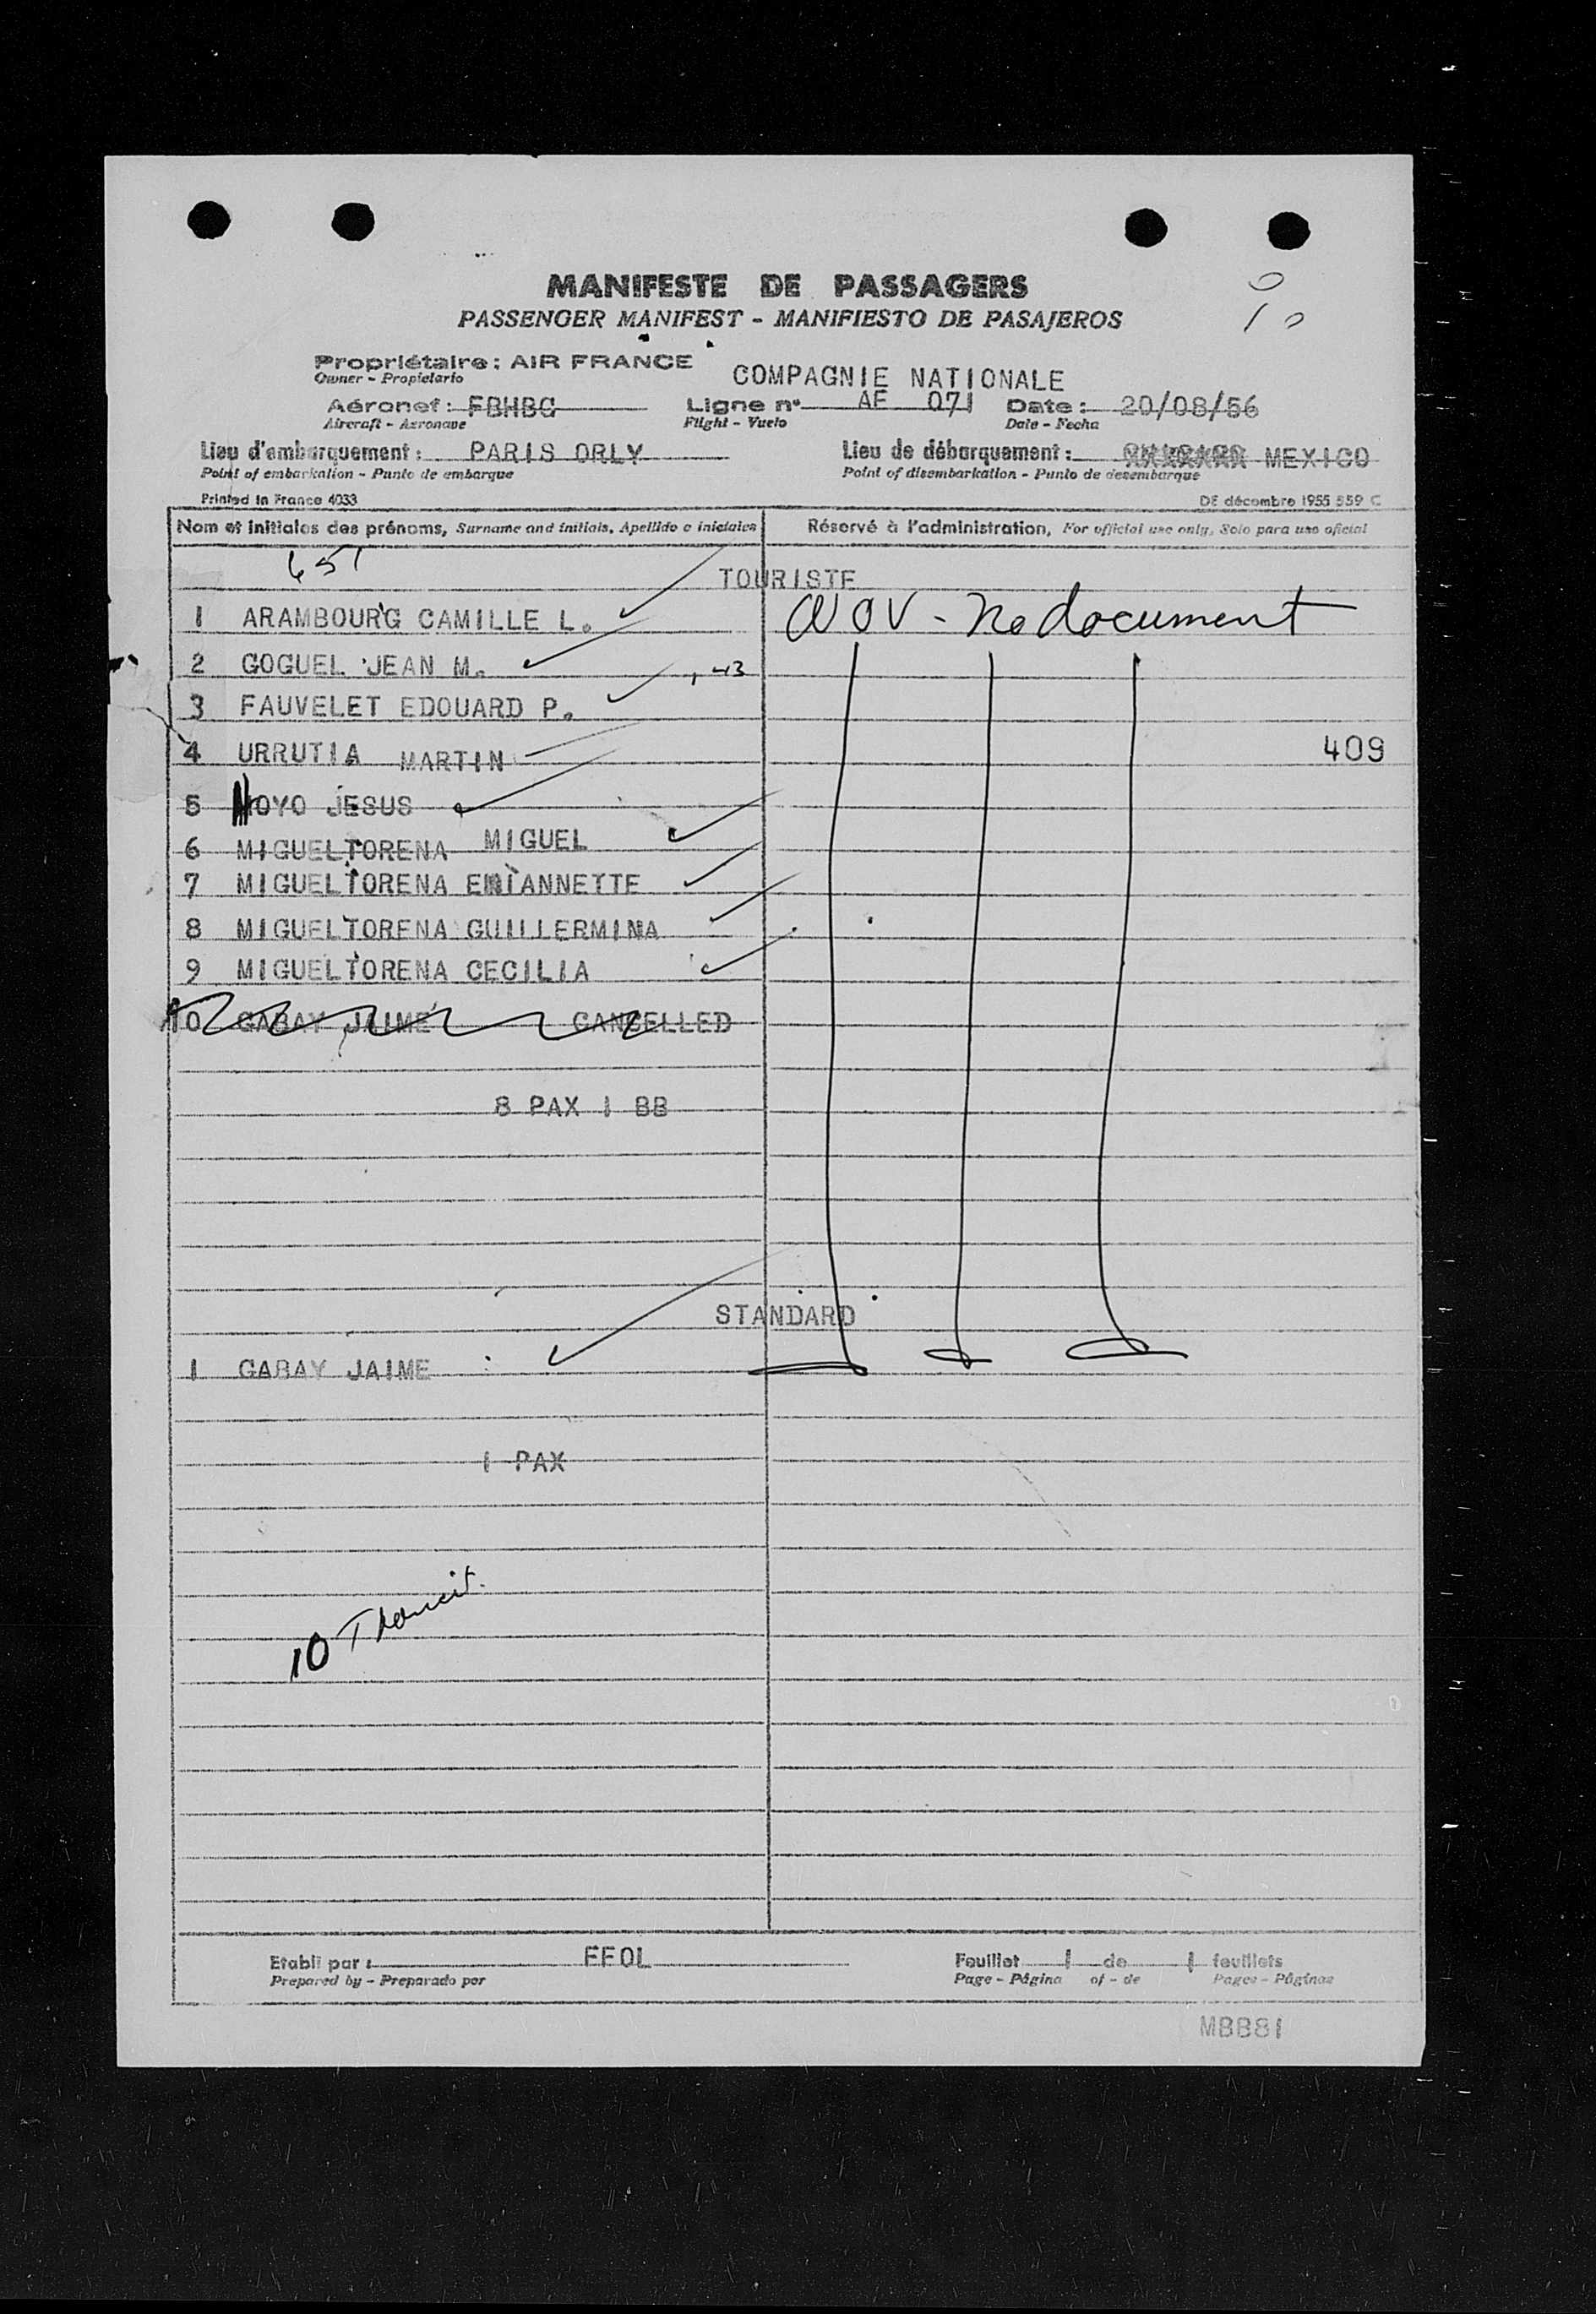 MANIFESTE DE PASSAGERS
PASSENGER MANIFEST - MANIFIESTO DE PASAJEROS
Propriétaire : AIR FRANCE COMPAGNIE NATIONALE
Owner - Propietario
Aéronef : FBHBG Ligne n° AF 071 Date : 20/08/56
Aircraft - Aeronave Flight - Vuelo Date - Fecha
Lieu d'embarquement : PARIS ORLY Lieu de débarquement : MEXICO
Point of embarkation - Punto de embarque Point of disembarkation - Punto de desembarque
Printed in France 4033 DE décembre 1955 559 C
Nom et initiales des prénoms, Surname and initials, Apellido e iniciales Réservé à l'administration, For official use only, Solo para uso oficial
651
TOURISTE
1 ARAMBOURG CAMILLE L. WOV - No document
2 GOGUEL JEAN M.
3 FAUVELET EDOUARD P.
4 URRUTIA MARTIN 409
5 OYO JESUS
6 MIGUELTORENA MIGUEL
7 MIGUELTORENA ANNETTE
8 MIGUELTORENA GUILLERMINA
9 MIGUELTORENA CECILIA
10 GABAY JAIME CANCELLED
8 PAX 1 BB
STANDARD
1 GABAY JAIME
1 PAX
10 Transit.
Etabli par : FFOL Feuillet 1 de 1 feuillets
Prepared by - Preparado por Page - Página of - de Pages - Páginas
MBB81